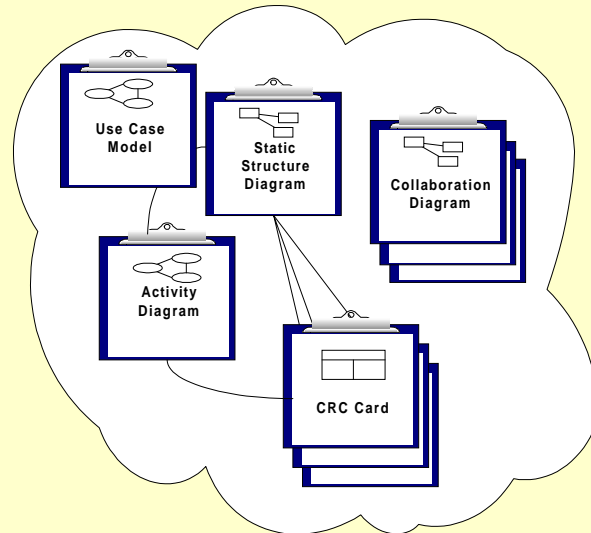 Use Case
Model
Static
Structure
Diagram
Collaboration
Diagram
Activity
Diagram
CRC Card